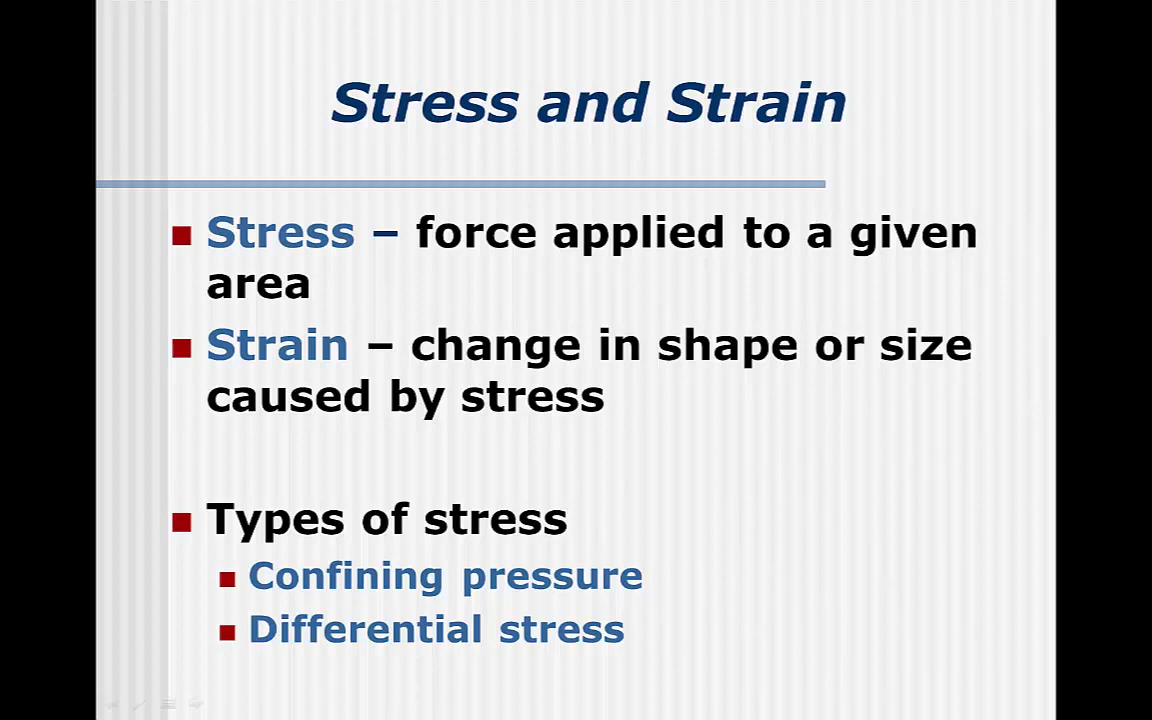 Stress and Strain
Stress – force applied to a given
area
Strain – change in shape or size
caused by stress
Types of stress
Confining pressure
Differential stress